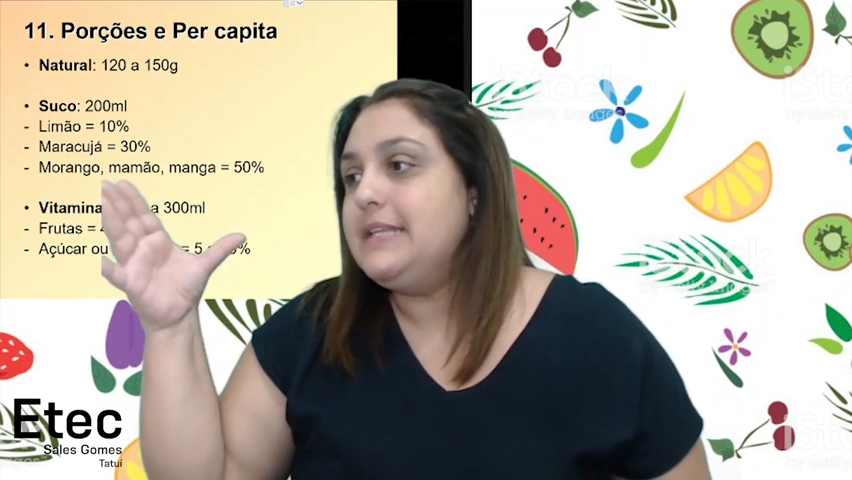 11. Porções e Per capita
• Natural: 120 a 150g
• Suco: 200ml
- Limão = 10%
- Maracujá = 30%
- Morango, mamão, manga = 50%
• Vitamina a 300ml
- Frutas =
- Açúcar ou = 5 %
Etec
Sales Gomes
Tatuí
iStock